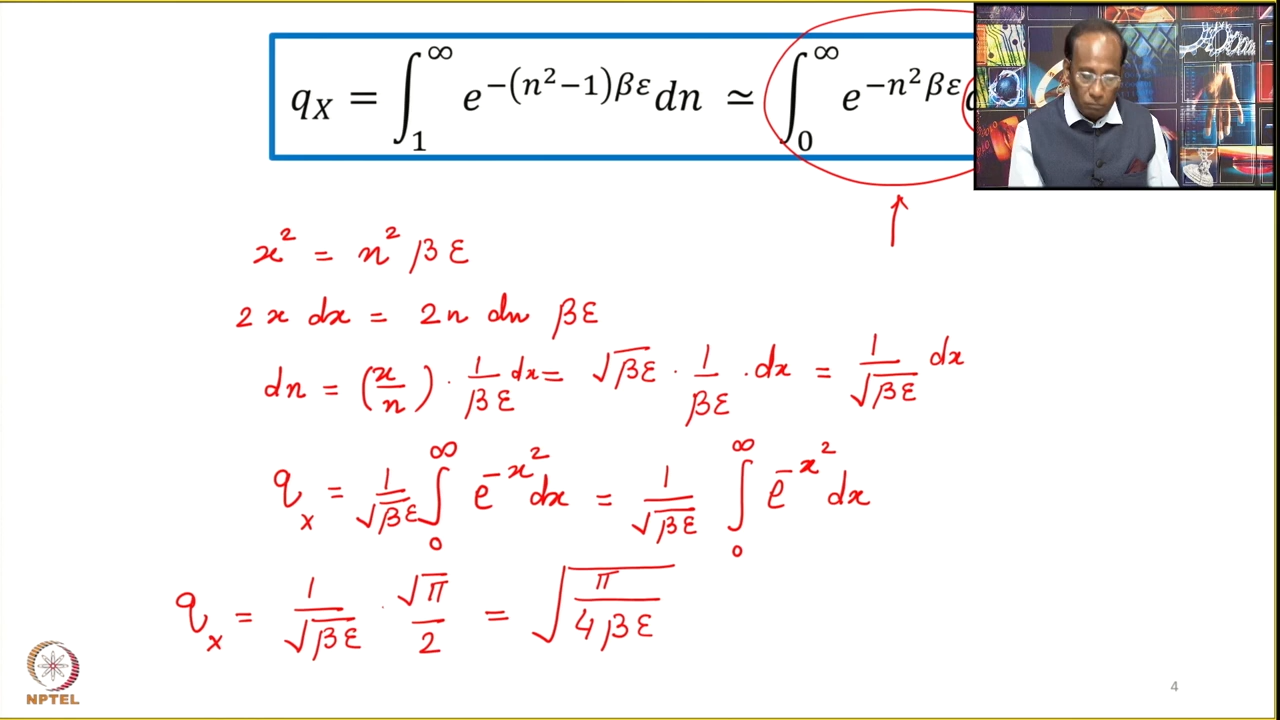 q_X = ∫_1^∞ e^{-(n²-1)βε} dn ≃ ∫_0^∞ e^{-n²βε}
x² = n² βε
2 x dx = 2n dn βε
dn = (x/n) · 1/βε dx = √βε · 1/βε · dx = 1/√βε dx
q_x = 1/√βε ∫_0^∞ e^{-x²} dx = 1/√βε ∫_0^∞ e^{-x²} dx
q_x = 1/√βε · √π/2 = √(π/4βε)
NPTEL
4